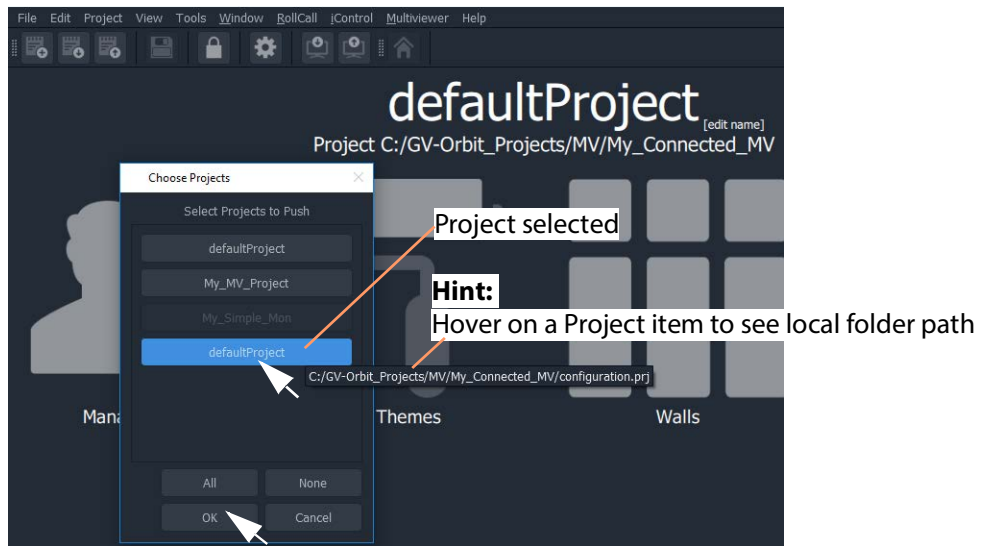 File Edit Project View Tools Window RollCall iControl Multiviewer Help
defaultProject
[edit name]
Project C:/GV-Orbit_Projects/MV/My_Connected_MV
Choose Projects
Select Projects to Push
defaultProject
My_MV_Project
My_Simple_Mon
defaultProject
Project selected
Hint:
Hover on a Project item to see local folder path
C:/GV-Orbit_Projects/MV/My_Connected_MV/configuration.prj
Mana
Themes
Walls
All None
OK Cancel